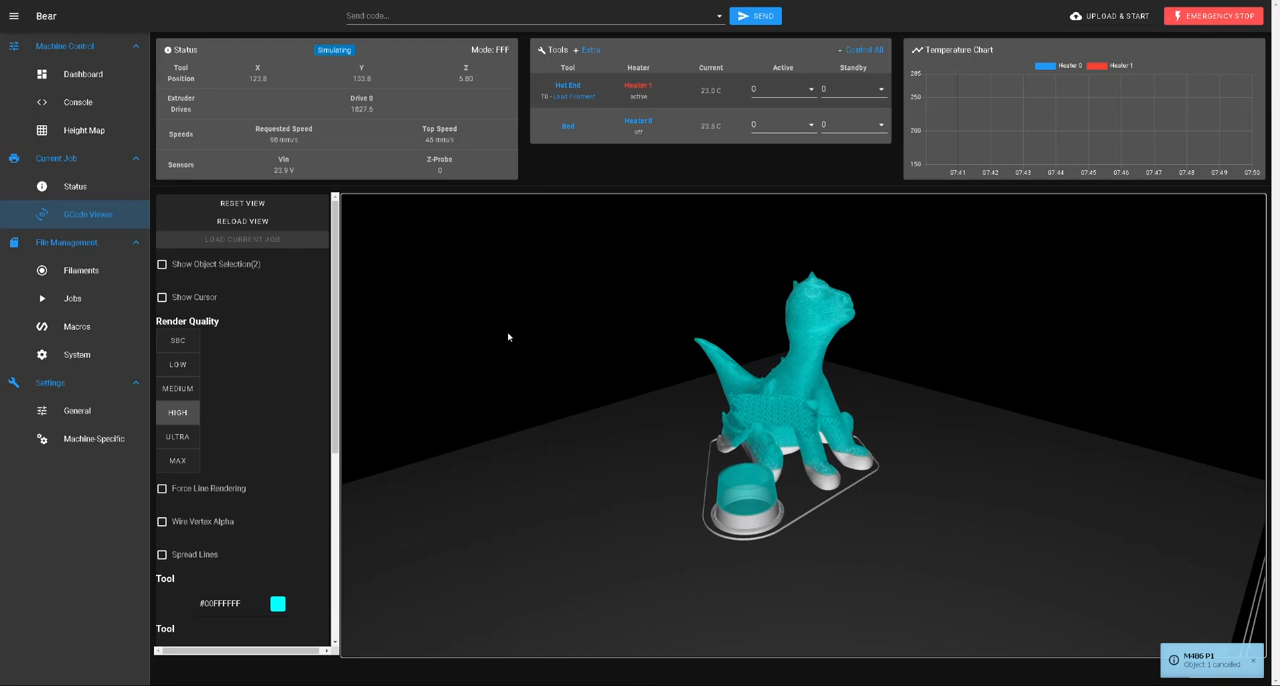 Bear
Send code...
SEND
UPLOAD & START
EMERGENCY STOP
Machine Control
Dashboard
Console
Height Map
Current Job
Status
GCode Viewer
File Management
Filaments
Jobs
Macros
System
Settings
General
Machine-Specific
Status
Simulating
Mode: FFF
Tool Position
X
123.8
Y
133.8
Z
5.80
Extruder Drives
Drive 0
1827.6
Speeds
Requested Speed
98 mm/s
Top Speed
45 mm/s
Sensors
Vin
23.9 V
Z-Probe
0
Tools + Extra
Control All
Tool Heater Current Active Standby
Hot End
T0 - Load Filament
Heater 1
active
23.0 C
0
0
Bed
Heater 0
off
23.5 C
0
0
Temperature Chart
Heater 0 Heater 1
285
250
200
150
07:41 07:42 07:43 07:44 07:45 07:46 07:47 07:48 07:49 07:50
RESET VIEW
RELOAD VIEW
LOAD CURRENT JOB
Show Object Selection(2)
Show Cursor
Render Quality
SBC
LOW
MEDIUM
HIGH
ULTRA
MAX
Force Line Rendering
Wire Vertex Alpha
Spread Lines
Tool
#00FFFFFF
Tool
M486 P1
Object 1 cancelled